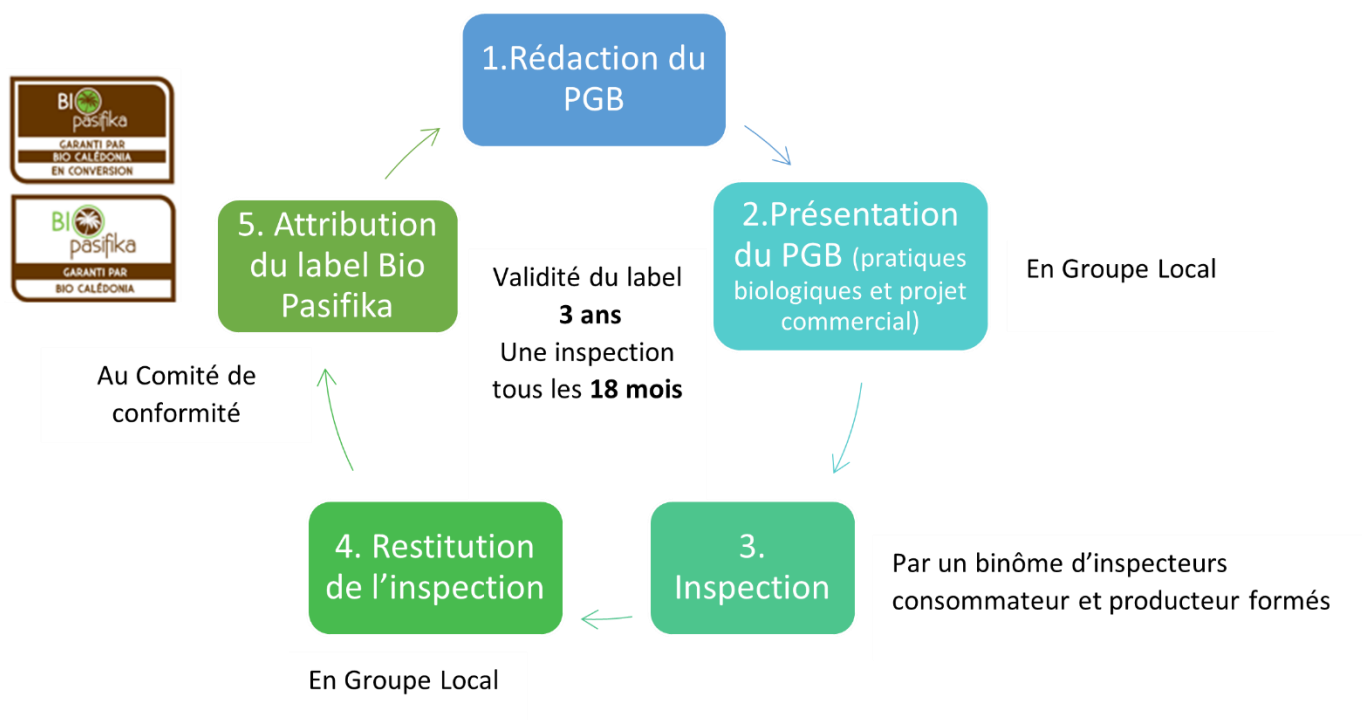 1.Rédaction du
PGB
BI
pasifika
GARANTI PAR
BIO CALÉDONIA
EN CONVERSION
BI
pasifika
GARANTI PAR
BIO CALÉDONIA
5. Attribution
du label Bio
Pasifika
Au Comité de
conformité
Validité du label
3 ans
Une inspection
tous les 18 mois
2.Présentation
du PGB (pratiques
biologiques et projet
commercial)
En Groupe Local
4. Restitution
de l’inspection
En Groupe Local
3.
Inspection
Par un binôme d’inspecteurs
consommateur et producteur formés